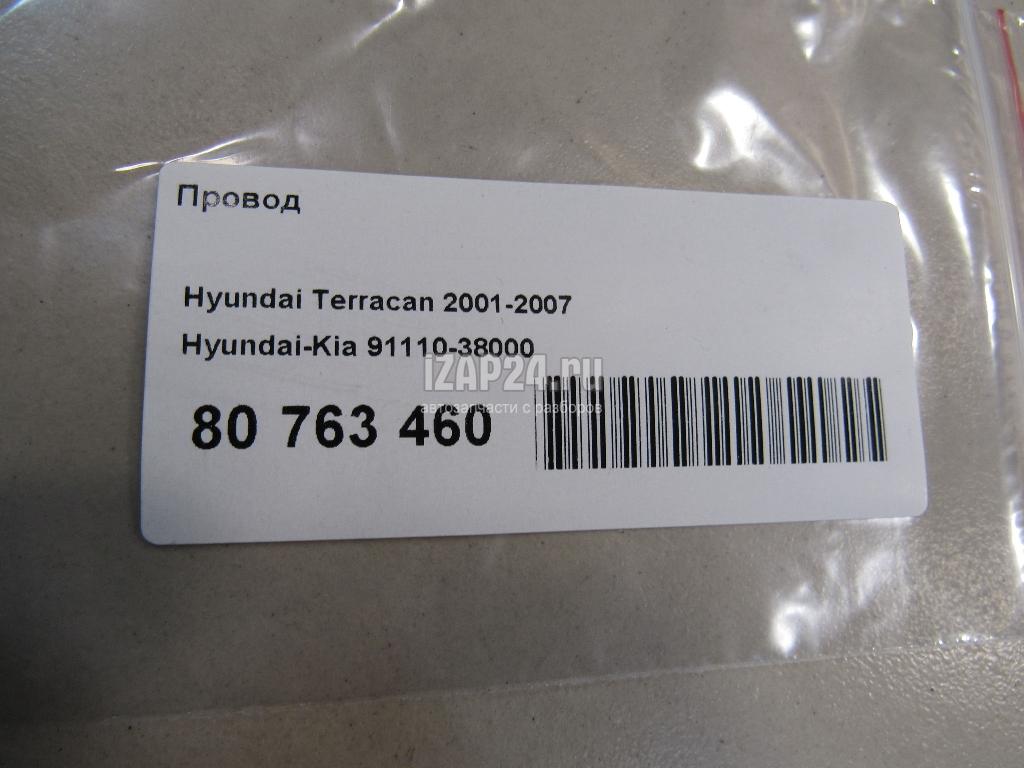 Провод
Hyundai Terracan 2001-2007
Hyundai-Kia 91110-38000
iZAP24.ru
автозапчасти с разборов
80 763 460